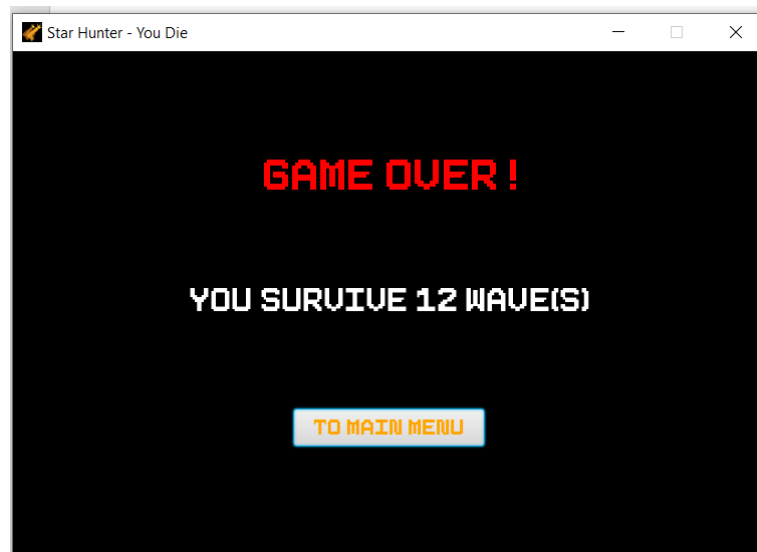 Star Hunter - You Die
GAME OVER !
YOU SURVIVE 12 WAVE(S)
TO MAIN MENU